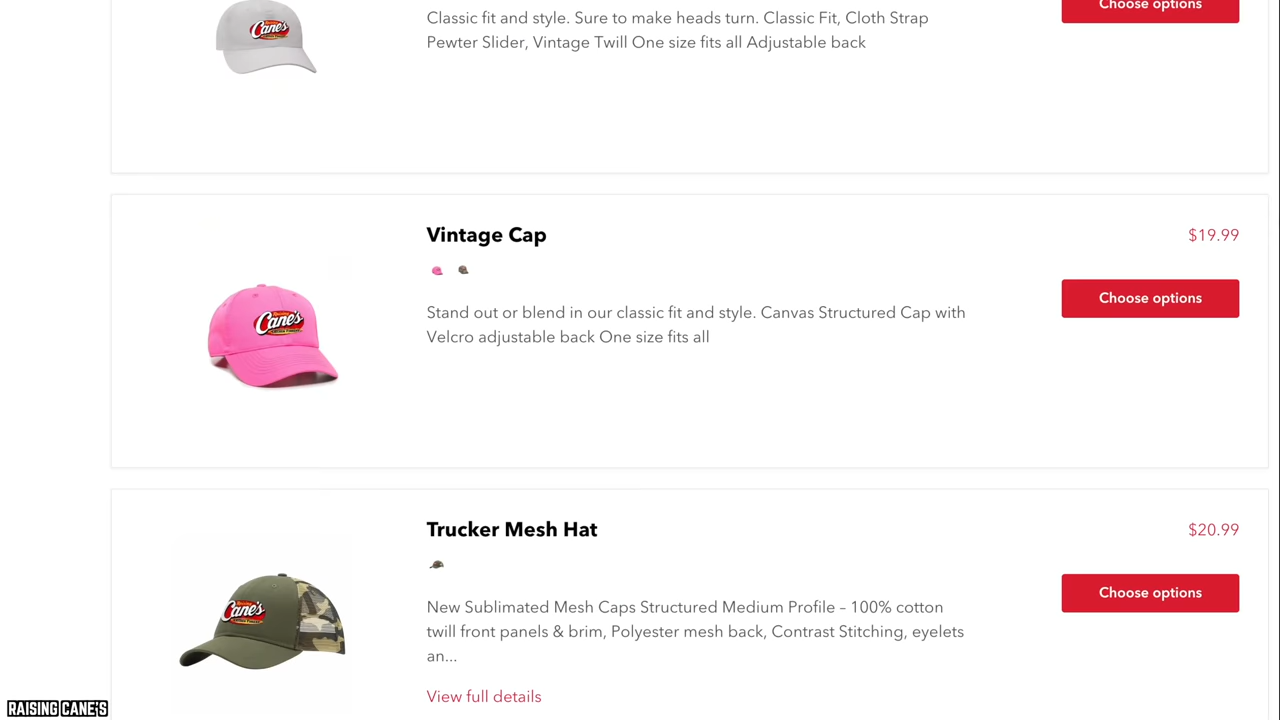 Cane's
Classic fit and style. Sure to make heads turn. Classic Fit, Cloth Strap
Pewter Slider, Vintage Twill One size fits all Adjustable back
Choose options
Vintage Cap
$19.99
Cane's
Stand out or blend in our classic fit and style. Canvas Structured Cap with
Velcro adjustable back One size fits all
Choose options
Trucker Mesh Hat
$20.99
Cane's
New Sublimated Mesh Caps Structured Medium Profile – 100% cotton
twill front panels & brim, Polyester mesh back, Contrast Stitching, eyelets
an...
Choose options
View full details
RAISING CANE'S